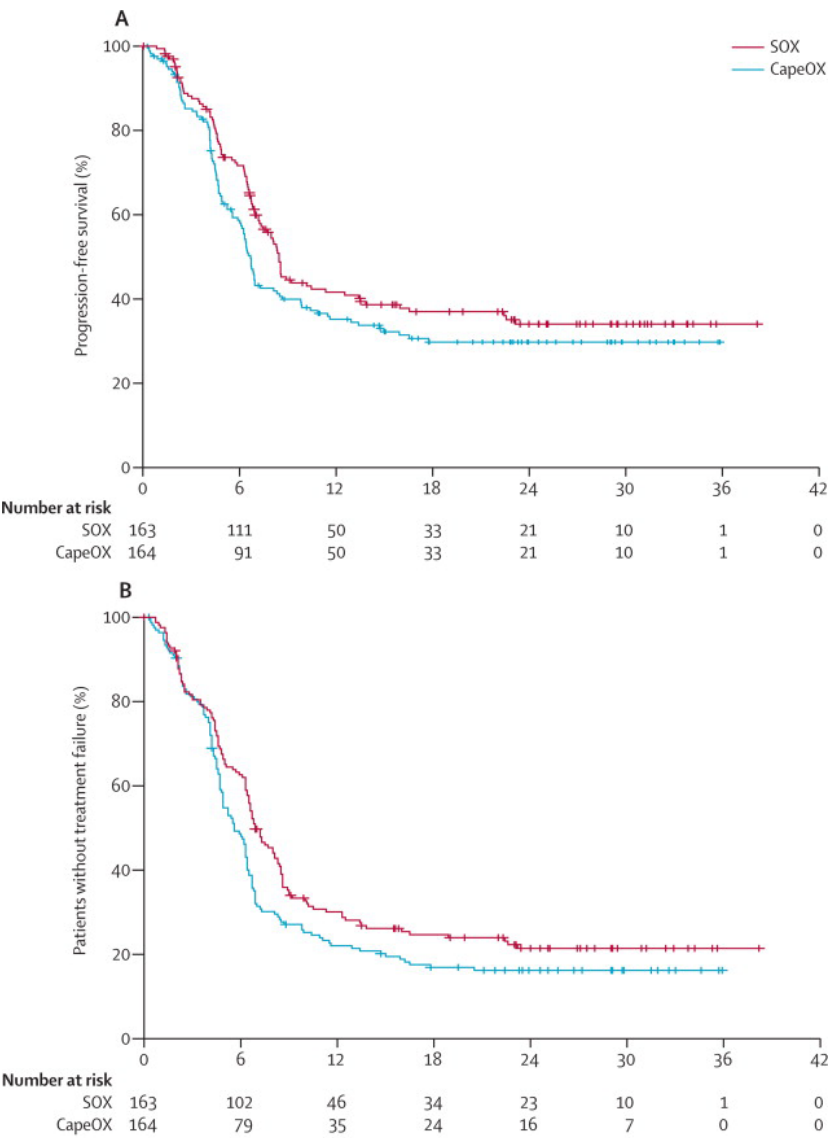 A
SOX
CapeOX
Progression-free survival (%)
100
80
60
40
20
0
0 6 12 18 24 30 36 42
Number at risk
SOX 163 111 50 33 21 10 1 0
CapeOX 164 91 50 33 21 10 1 0
B
Patients without treatment failure (%)
100
80
60
40
20
0
0 6 12 18 24 30 36 42
Number at risk
SOX 163 102 46 34 23 10 1 0
CapeOX 164 79 35 24 16 7 0 0